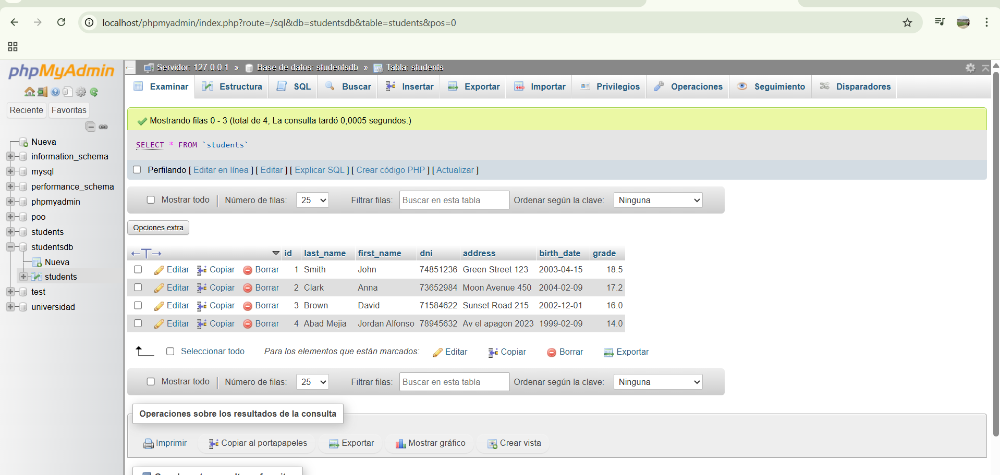 localhost/phpmyadmin/index.php?route=/sql&db=studentsdb&table=students&pos=0
phpMyAdmin
Reciente Favoritas
Nueva
information_schema
mysql
performance_schema
phpmyadmin
poo
students
studentsdb
Nueva
students
test
universidad
Servidor: 127.0.0.1 » Base de datos: studentsdb » Tabla: students
Examinar Estructura SQL Buscar Insertar Exportar Importar Privilegios Operaciones Seguimiento Disparadores
Mostrando filas 0 - 3 (total de 4, La consulta tardó 0,0005 segundos.)
SELECT * FROM `students`
Perfilando [ Editar en línea ] [ Editar ] [ Explicar SQL ] [ Crear código PHP ] [ Actualizar ]
Mostrar todo Número de filas: 25 Filtrar filas: Buscar en esta tabla Ordenar según la clave: Ninguna
Opciones extra
←T→ id last_name first_name dni address birth_date grade
Editar Copiar Borrar 1 Smith John 74851236 Green Street 123 2003-04-15 18.5
Editar Copiar Borrar 2 Clark Anna 73652984 Moon Avenue 450 2004-02-09 17.2
Editar Copiar Borrar 3 Brown David 71584622 Sunset Road 215 2002-12-01 16.0
Editar Copiar Borrar 4 Abad Mejia Jordan Alfonso 78945632 Av el apagon 2023 1999-02-09 14.0
Seleccionar todo Para los elementos que están marcados: Editar Copiar Borrar Exportar
Mostrar todo Número de filas: 25 Filtrar filas: Buscar en esta tabla Ordenar según la clave: Ninguna
Operaciones sobre los resultados de la consulta
Imprimir Copiar al portapapeles Exportar Mostrar gráfico Crear vista